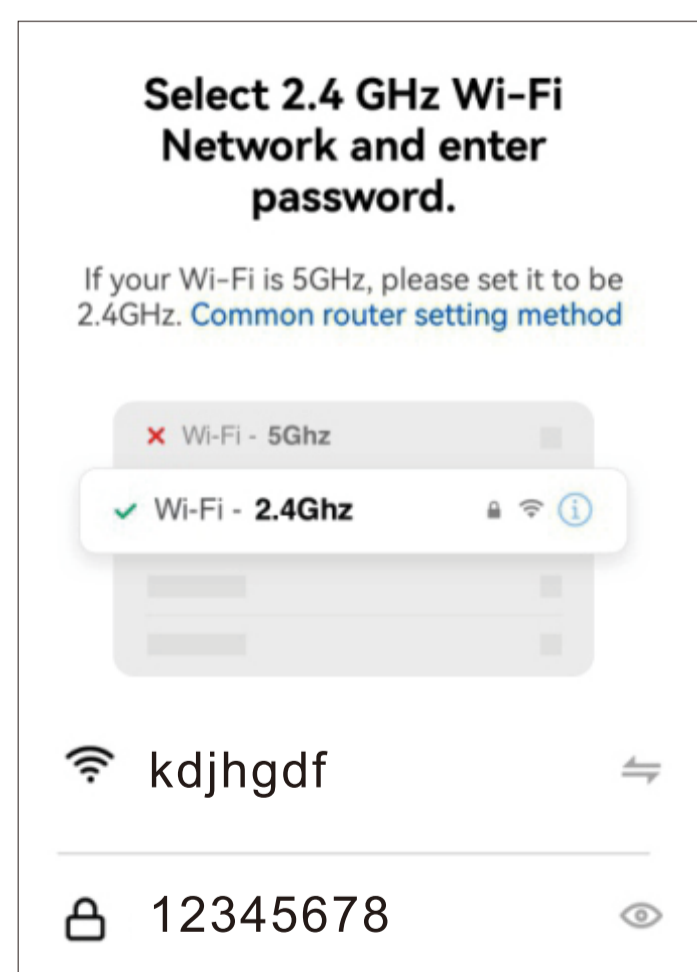 Select 2.4 GHz Wi-Fi
Network and enter
password.
If your Wi-Fi is 5GHz, please set it to be
2.4GHz. Common router setting method
Wi-Fi - 5Ghz
Wi-Fi - 2.4Ghz
kdjhgdf
12345678